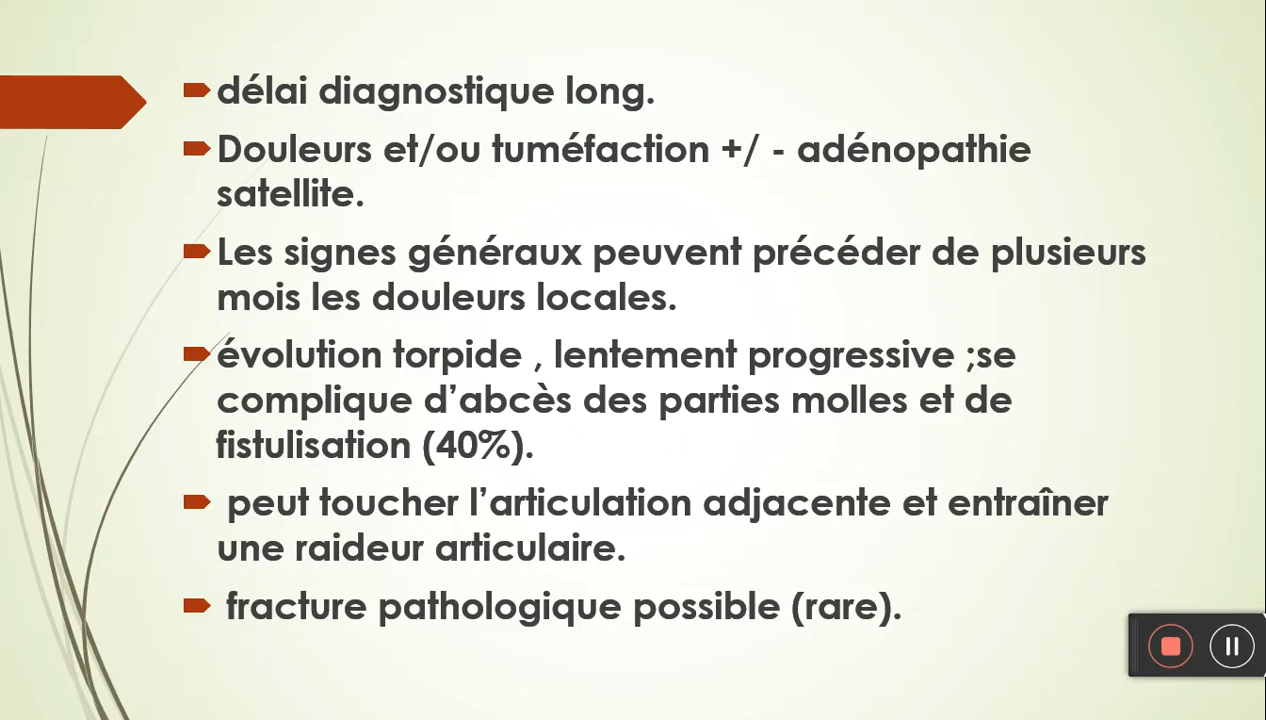 délai diagnostique long.
Douleurs et/ou tuméfaction +/ - adénopathie
satellite.
Les signes généraux peuvent précéder de plusieurs
mois les douleurs locales.
évolution torpide , lentement progressive ;se
complique d’abcès des parties molles et de
fistulisation (40%).
peut toucher l’articulation adjacente et entraîner
une raideur articulaire.
fracture pathologique possible (rare).